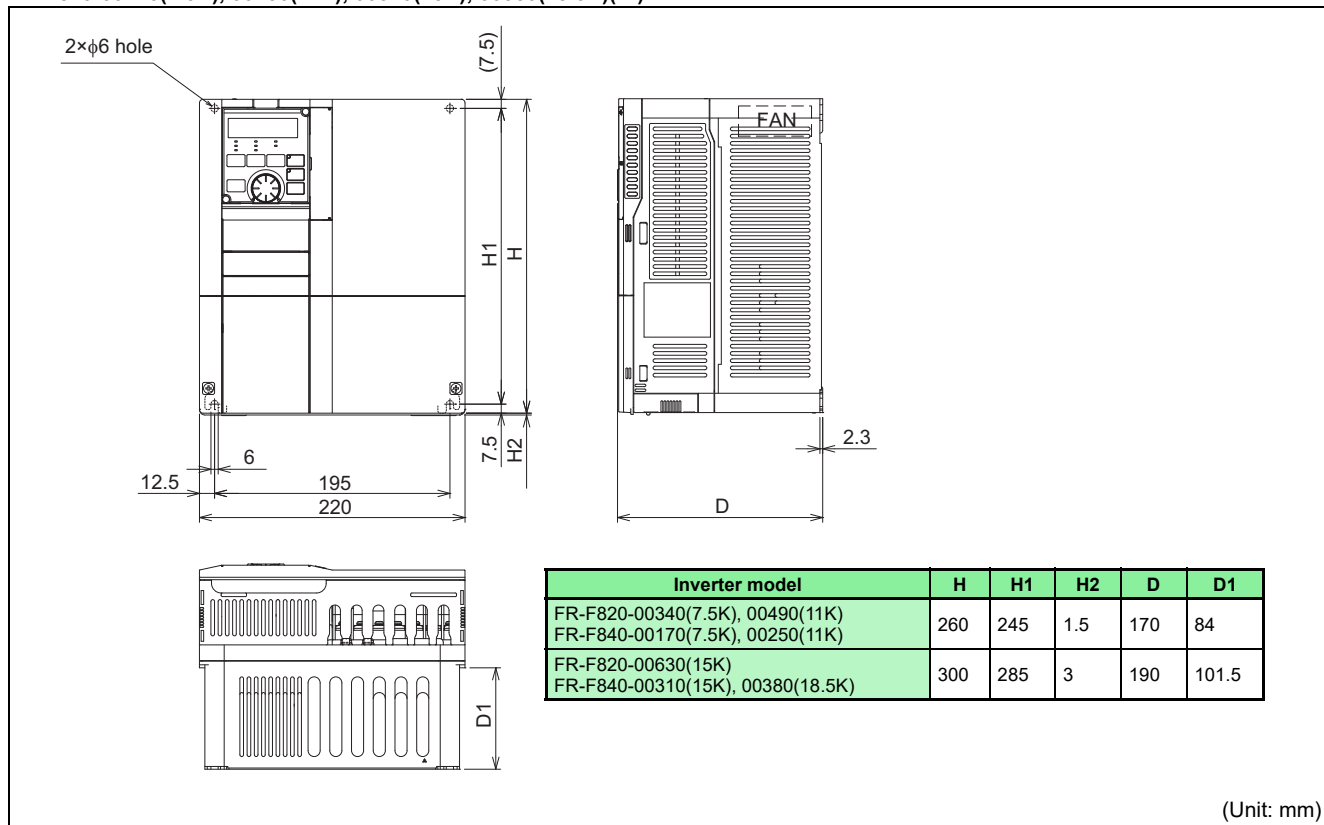 2×ϕ6 hole
(7.5)
FAN
H1
H
7.5
H2
2.3
6
12.5
195
220
D
D1
Inverter model H H1 H2 D D1
FR-F820-00340(7.5K), 00490(11K)
FR-F840-00170(7.5K), 00250(11K)
260 245 1.5 170 84
FR-F820-00630(15K)
FR-F840-00310(15K), 00380(18.5K)
300 285 3 190 101.5
(Unit: mm)